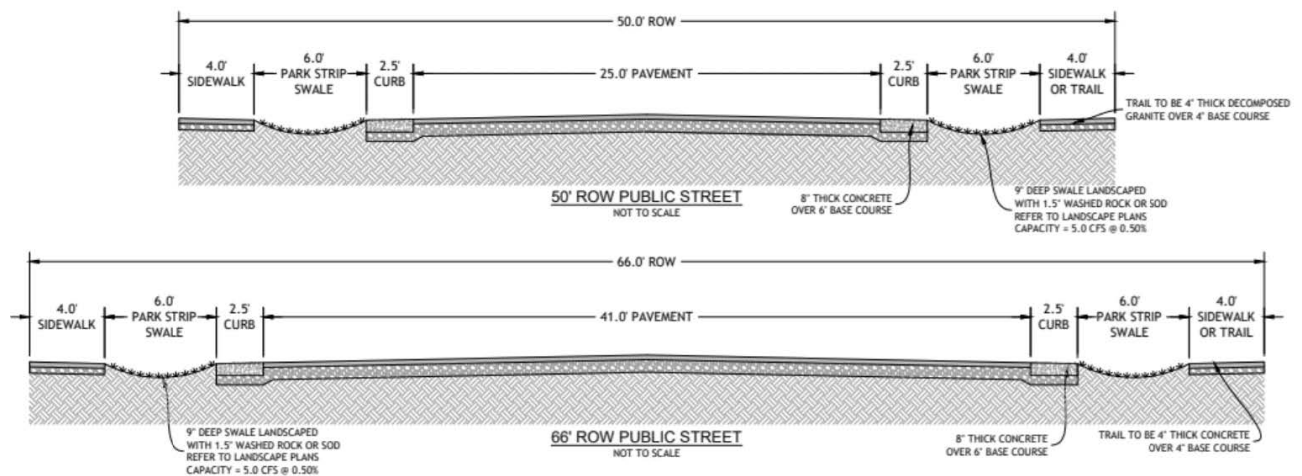 50.0' ROW
4.0'
SIDEWALK
6.0'
PARK STRIP
SWALE
2.5'
CURB
25.0' PAVEMENT
2.5'
CURB
6.0'
PARK STRIP
SWALE
4.0'
SIDEWALK
OR TRAIL
TRAIL TO BE 4" THICK DECOMPOSED
GRANITE OVER 4" BASE COURSE
50' ROW PUBLIC STREET
NOT TO SCALE
8" THICK CONCRETE
OVER 6" BASE COURSE
9" DEEP SWALE LANDSCAPED
WITH 1.5" WASHED ROCK OR SOD
REFER TO LANDSCAPE PLANS
CAPACITY = 5.0 CFS @ 0.50%
66.0' ROW
4.0'
SIDEWALK
6.0'
PARK STRIP
SWALE
2.5'
CURB
41.0' PAVEMENT
2.5'
CURB
6.0'
PARK STRIP
SWALE
4.0'
SIDEWALK
OR TRAIL
9" DEEP SWALE LANDSCAPED
WITH 1.5" WASHED ROCK OR SOD
REFER TO LANDSCAPE PLANS
CAPACITY = 5.0 CFS @ 0.50%
66' ROW PUBLIC STREET
NOT TO SCALE
8" THICK CONCRETE
OVER 6" BASE COURSE
TRAIL TO BE 4" THICK CONCRETE
OVER 4" BASE COURSE